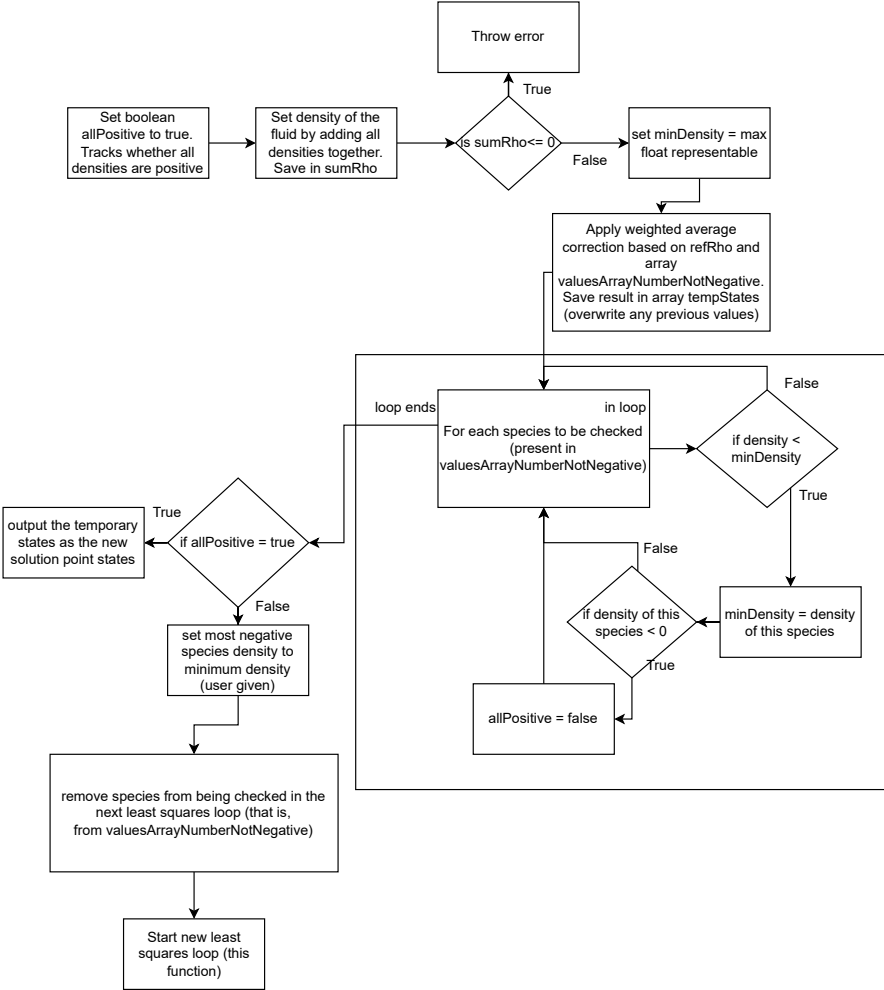 Throw error
True
Set boolean
allPositive to true.
Tracks whether all
densities are positive
Set density of the
fluid by adding all
densities together.
Save in sumRho
is sumRho<= 0
False
set minDensity = max
float representable
Apply weighted average
correction based on refRho and
array
valuesArrayNumberNotNegative.
Save result in array tempStates
(overwrite any previous values)
loop ends
in loop
For each species to be checked
(present in
valuesArrayNumberNotNegative)
False
if density <
minDensity
True
True
output the temporary
states as the new
solution point states
if allPositive = true
False
False
if density of this
species < 0
True
minDensity = density
of this species
set most negative
species density to
minimum density
(user given)
allPositive = false
remove species from being checked in the
next least squares loop (that is,
from valuesArrayNumberNotNegative)
Start new least
squares loop (this
function)